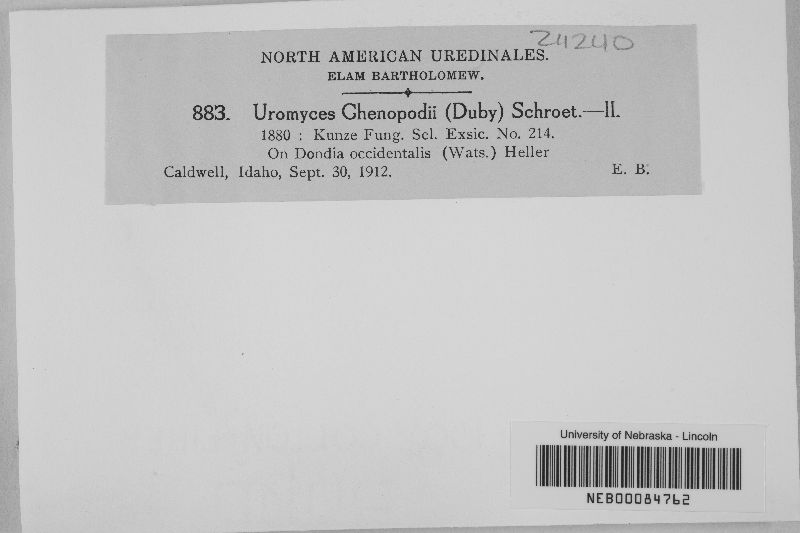 24240
NORTH AMERICAN UREDINALES.
ELAM BARTHOLOMEW.
883. Uromyces Chenopodii (Duby) Schroet.—II.
1880 : Kunze Fung. Sel. Exsic. No. 214.
On Dondia occidentalis (Wats.) Heller
Caldwell, Idaho, Sept. 30, 1912. E. B.
University of Nebraska - Lincoln
NEB00084762